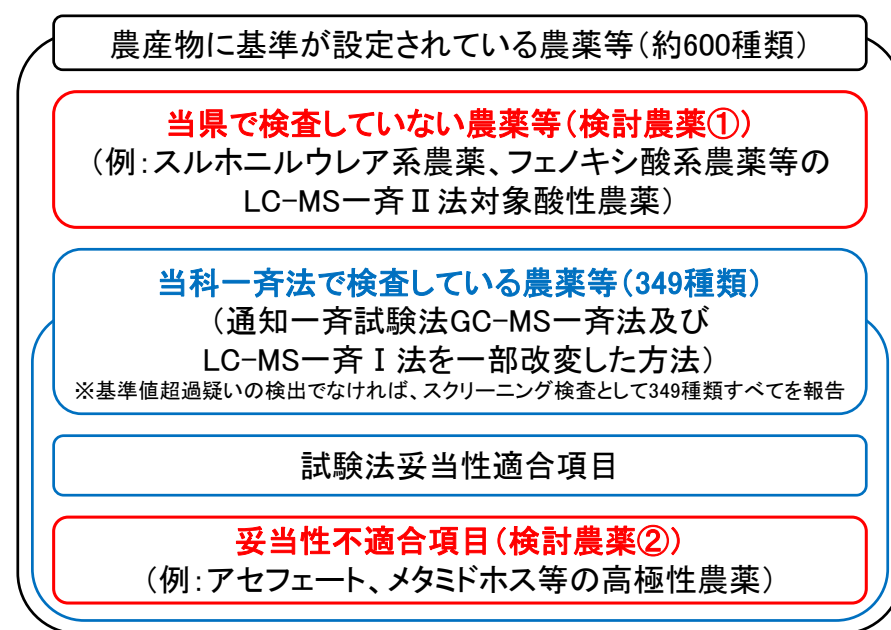 農産物に基準が設定されている農薬等(約600種類)
当県で検査していない農薬等(検討農薬①)
(例:スルホニルウレア系農薬、フェノキシ酸系農薬等の
LC-MS一斉Ⅱ法対象酸性農薬)
当科一斉法で検査している農薬等(349種類)
(通知一斉試験法GC-MS一斉法及び
LC-MS一斉Ⅰ法を一部改変した方法)
※基準値超過疑いの検出でなければ、スクリーニング検査として349種類すべてを報告
試験法妥当性適合項目
妥当性不適合項目(検討農薬②)
(例:アセフェート、メタミドホス等の高極性農薬)